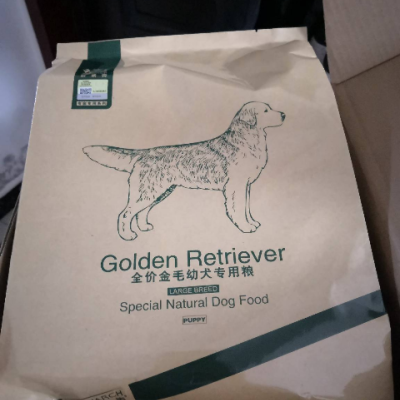 Golden Retriever
全价金毛幼犬专用粮
LARGE BREED
Special Natural Dog Food
PUPPY